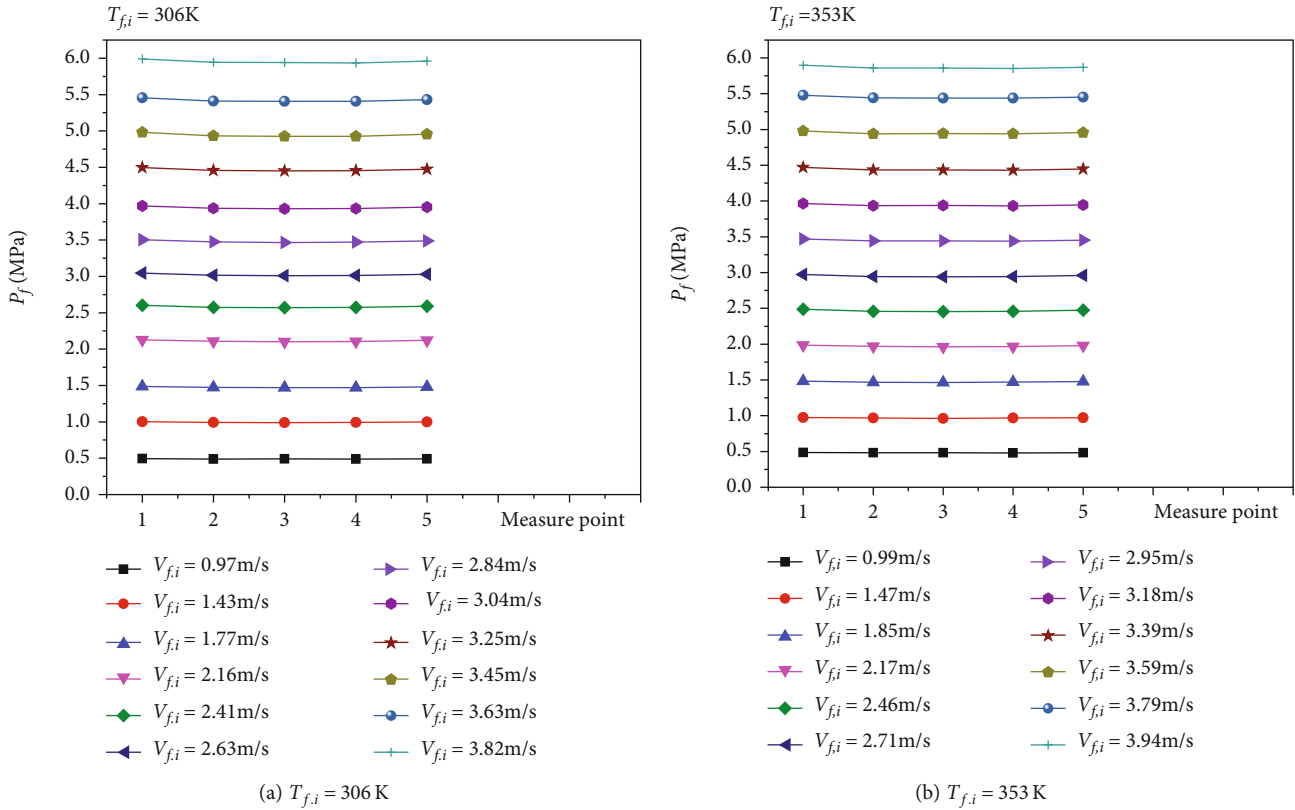 T_{f,i} = 306K
6.0
5.5
5.0
4.5
4.0
3.5
3.0
2.5
2.0
1.5
1.0
0.5
0.0
P_f (MPa)
1 2 3 4 5 Measure point
V_{f.i} = 0.97m/s
V_{f.i} = 1.43m/s
V_{f.i} = 1.77m/s
V_{f.i} = 2.16m/s
V_{f.i} = 2.41m/s
V_{f.i} = 2.63m/s
V_{f.i} = 2.84m/s
V_{f.i} = 3.04m/s
V_{f.i} = 3.25m/s
V_{f.i} = 3.45m/s
V_{f.i} = 3.63m/s
V_{f.i} = 3.82m/s
(a) T_{f.i} = 306 K
T_{f,i} =353K
6.0
5.5
5.0
4.5
4.0
3.5
3.0
2.5
2.0
1.5
1.0
0.5
0.0
P_f (MPa)
1 2 3 4 5 Measure point
V_{f,i} = 0.99m/s
V_{f,i} = 1.47m/s
V_{f,i} = 1.85m/s
V_{f,i} = 2.17m/s
V_{f,i} = 2.46m/s
V_{f,i} = 2.71m/s
V_{f,i} = 2.95m/s
V_{f,i} = 3.18m/s
V_{f,i} = 3.39m/s
V_{f,i} = 3.59m/s
V_{f,i} = 3.79m/s
V_{f,i} = 3.94m/s
(b) T_{f.i} = 353 K